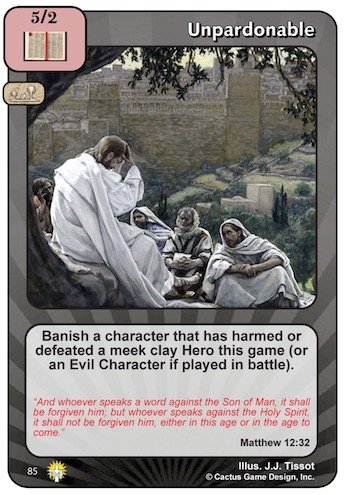 5/2
Unpardonable
Banish a character that has harmed or
defeated a meek clay Hero this game (or
an Evil Character if played in battle).
"And whoever speaks a word against the Son of Man, it shall
be forgiven him; but whoever speaks against the Holy Spirit,
it shall not be forgiven him, either in this age or in the age to
come."
Matthew 12:32
Illus. J.J. Tissot
85
© Cactus Game Design, Inc.